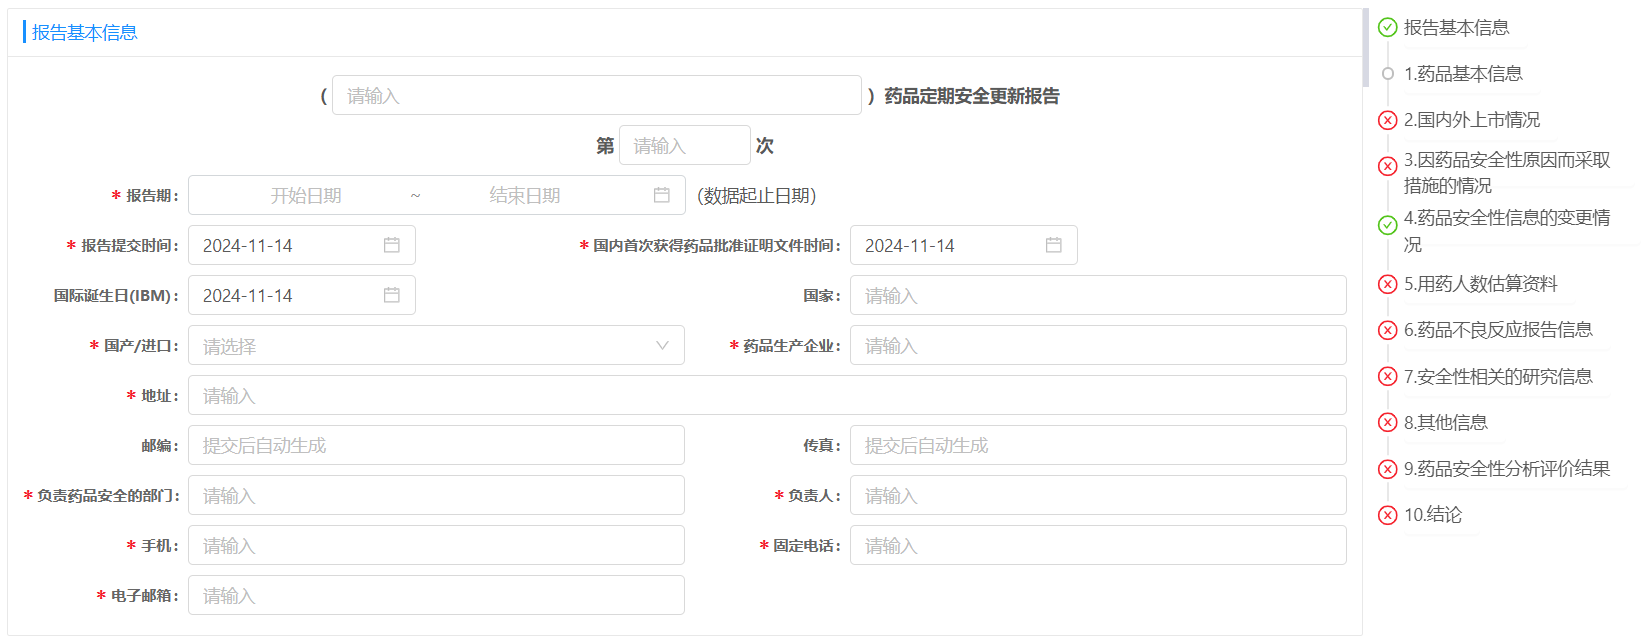 报告基本信息
( 请输入 ) 药品定期安全更新报告
第 请输入 次
* 报告期: 开始日期 ~ 结束日期 (数据起止日期)
* 报告提交时间: 2024-11-14 * 国内首次获得药品批准证明文件时间: 2024-11-14
国际诞生日(IBM): 2024-11-14 国家: 请输入
* 国产/进口: 请选择 * 药品生产企业: 请输入
* 地址: 请输入
邮编: 提交后自动生成 传真: 提交后自动生成
* 负责药品安全的部门: 请输入 * 负责人: 请输入
* 手机: 请输入 * 固定电话: 请输入
* 电子邮箱: 请输入
报告基本信息
1.药品基本信息
2.国内外上市情况
3.因药品安全性原因而采取
措施的情况
4.药品安全性信息的变更情
况
5.用药人数估算资料
6.药品不良反应报告信息
7.安全性相关的研究信息
8.其他信息
9.药品安全性分析评价结果
10.结论